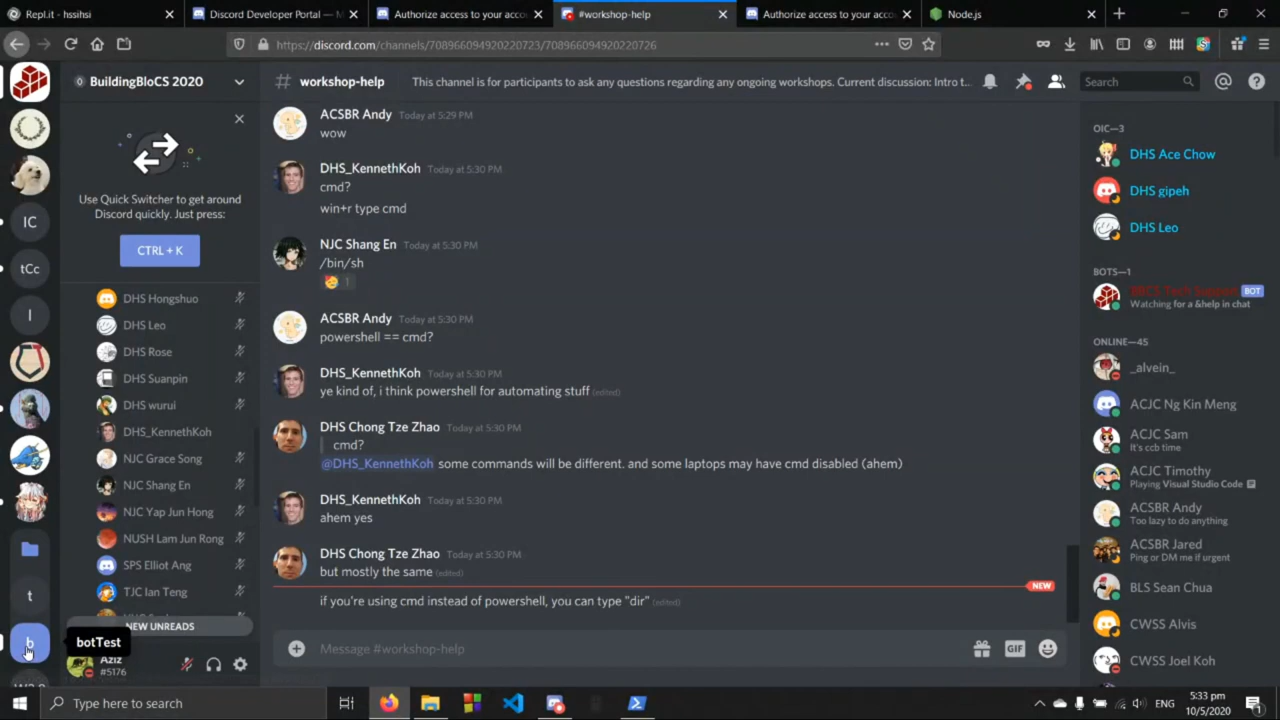 Repl.it - hssihsi
Discord Developer Portal — M
Authorize access to your acco
#workshop-help
Authorize access to your acco
Node.js
https://discord.com/channels/708966094920220723/708966094920220726
BuildingBloCS 2020
# workshop-help
This channel is for participants to ask any questions regarding any ongoing workshops. Current discussion: Intro t...
Search
IC
tCc
I
t
b
Use Quick Switcher to get around
Discord quickly. Just press:
CTRL + K
DHS Hongshuo
DHS Leo
DHS Rose
DHS Suanpin
DHS wurui
DHS_KennethKoh
NJC Grace Song
NJC Shang En
NJC Yap Jun Hong
NUSH Lam Jun Rong
SPS Elliot Ang
TJC Ian Teng
NEW UNREADS
botTest
Aziz
#5176
ACSBR Andy Today at 5:29 PM
wow
DHS_KennethKoh Today at 5:30 PM
cmd?
win+r type cmd
NJC Shang En Today at 5:30 PM
/bin/sh
1
ACSBR Andy Today at 5:30 PM
powershell == cmd?
DHS_KennethKoh Today at 5:30 PM
ye kind of, i think powershell for automating stuff (edited)
DHS Chong Tze Zhao Today at 5:30 PM
cmd?
@DHS_KennethKoh some commands will be different. and some laptops may have cmd disabled (ahem)
DHS_KennethKoh Today at 5:30 PM
ahem yes
DHS Chong Tze Zhao Today at 5:30 PM
but mostly the same (edited)
NEW
if you're using cmd instead of powershell, you can type "dir" (edited)
Message #workshop-help
GIF
OIC—3
DHS Ace Chow
DHS gipeh
DHS Leo
BOTS—1
BBCS Tech Support BOT
Watching for a &help in chat
ONLINE—45
_alvein_
ACJC Ng Kin Meng
ACJC Sam
It's ccb time
ACJC Timothy
Playing Visual Studio Code
ACSBR Andy
Too lazy to do anything
ACSBR Jared
Ping or DM me if urgent
BLS Sean Chua
CWSS Alvis
CWSS Joel Koh
Type here to search
ENG
5:33 pm
10/5/2020